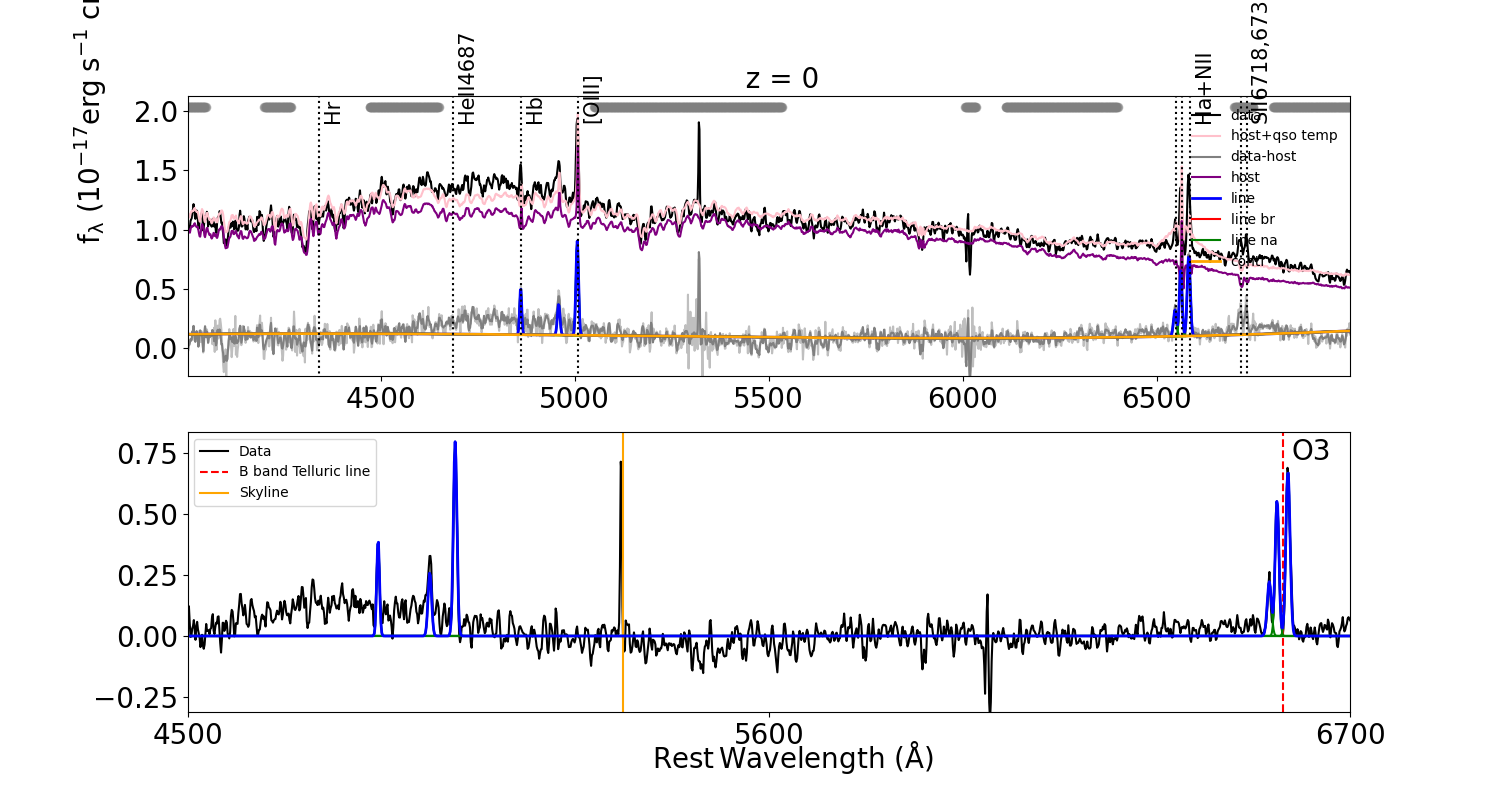 z = 0
f_λ (10^−17 erg s^−1 c
Hr
HeII4687
Hb
[OIII]
Ha+NII
SII6718,673
data
host+qso temp
data-host
host
line
line br
line na
conti
2.0
1.5
1.0
0.5
0.0
4500 5000 5500 6000 6500
Data
B band Telluric line
Skyline
O3
0.75
0.50
0.25
0.00
−0.25
4500 5600 6700
Rest Wavelength (Å)